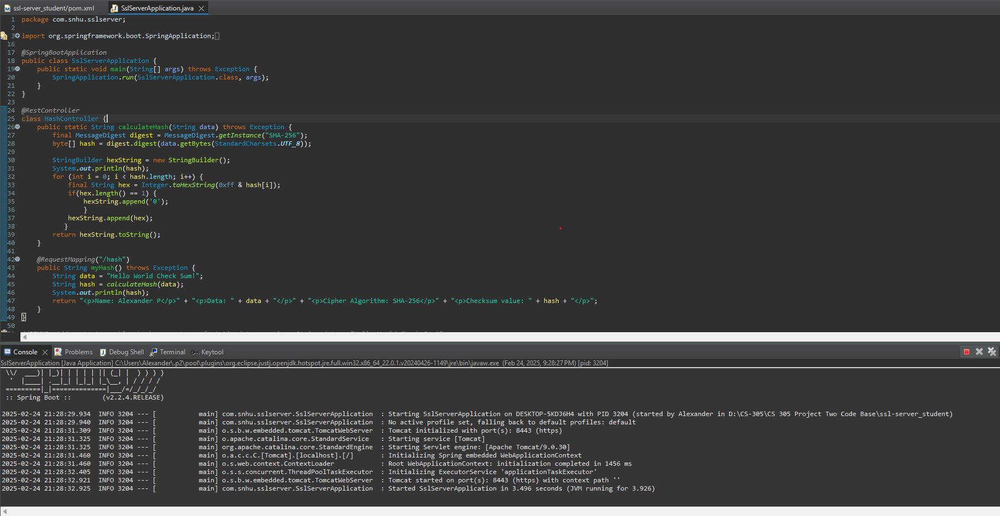 ssl-server_student/pom.xml
SslServerApplication.java
1 package com.snhu.sslserver;
2
3 import org.springframework.boot.SpringApplication;
16
17 @SpringBootApplication
18 public class SslServerApplication {
19     public static void main(String[] args) throws Exception {
20         SpringApplication.run(SslServerApplication.class, args);
21     }
22 }
23
24 @RestController
25 class HashController {
26     public static String calculateHash(String data) throws Exception {
27         final MessageDigest digest = MessageDigest.getInstance("SHA-256");
28         byte[] hash = digest.digest(data.getBytes(StandardCharsets.UTF_8));
29
30         StringBuilder hexString = new StringBuilder();
31         System.out.println(hash);
32         for (int i = 0; i < hash.length; i++) {
33             final String hex = Integer.toHexString(0xff & hash[i]);
34             if(hex.length() == 1) {
35                 hexString.append('0');
36                 }
37             hexString.append(hex);
38            }
39         return hexString.toString();
40     }
41
42     @RequestMapping("/hash")
43     public String myHash() throws Exception {
44         String data = "Hello World Check Sum!";
45         String hash = calculateHash(data);
46         System.out.println(hash);
47         return "<p>Name: Alexander P</p>" + "<p>Data: " + data + "</p>" + "<p>Cipher Algorithm: SHA-256</p>" + "<p>Checksum value: " + hash + "</p>";
48     }
49 }
50
Console
Problems
Debug Shell
Terminal
Keytool
SslServerApplication [Java Application] C:\Users\Alexander\.p2\pool\plugins\org.eclipse.justj.openjdk.hotspot.jre.full.win32.x86_64_22.0.1.v20240426-1149\jre\bin\javaw.exe (Feb 24, 2025, 9:28:27 PM) [pid: 3204]
 \\/  ___)| |_)| | | | | || (_| |  ) ) ) )
  '  |____| .__|_| |_|_| |_\__, | / / / /
 =========|_|==============|___/=/_/_/_/
 :: Spring Boot ::        (v2.2.4.RELEASE)
2025-02-24 21:28:29.934  INFO 3204 --- [           main] com.snhu.sslserver.SslServerApplication  : Starting SslServerApplication on DESKTOP-5KDJ6H4 with PID 3204 (started by Alexander in D:\CS-305\CS 305 Project Two Code Base\ssl-server_student)
2025-02-24 21:28:29.940  INFO 3204 --- [           main] com.snhu.sslserver.SslServerApplication  : No active profile set, falling back to default profiles: default
2025-02-24 21:28:31.309  INFO 3204 --- [           main] o.s.b.w.embedded.tomcat.TomcatWebServer  : Tomcat initialized with port(s): 8443 (https)
2025-02-24 21:28:31.325  INFO 3204 --- [           main] o.apache.catalina.core.StandardService   : Starting service [Tomcat]
2025-02-24 21:28:31.325  INFO 3204 --- [           main] org.apache.catalina.core.StandardEngine  : Starting Servlet engine: [Apache Tomcat/9.0.30]
2025-02-24 21:28:31.460  INFO 3204 --- [           main] o.a.c.c.C.[Tomcat].[localhost].[/]       : Initializing Spring embedded WebApplicationContext
2025-02-24 21:28:31.460  INFO 3204 --- [           main] o.s.web.context.ContextLoader            : Root WebApplicationContext: initialization completed in 1456 ms
2025-02-24 21:28:32.405  INFO 3204 --- [           main] o.s.s.concurrent.ThreadPoolTaskExecutor  : Initializing ExecutorService 'applicationTaskExecutor'
2025-02-24 21:28:32.921  INFO 3204 --- [           main] o.s.b.w.embedded.tomcat.TomcatWebServer  : Tomcat started on port(s): 8443 (https) with context path ''
2025-02-24 21:28:32.925  INFO 3204 --- [           main] com.snhu.sslserver.SslServerApplication  : Started SslServerApplication in 3.496 seconds (JVM running for 3.926)